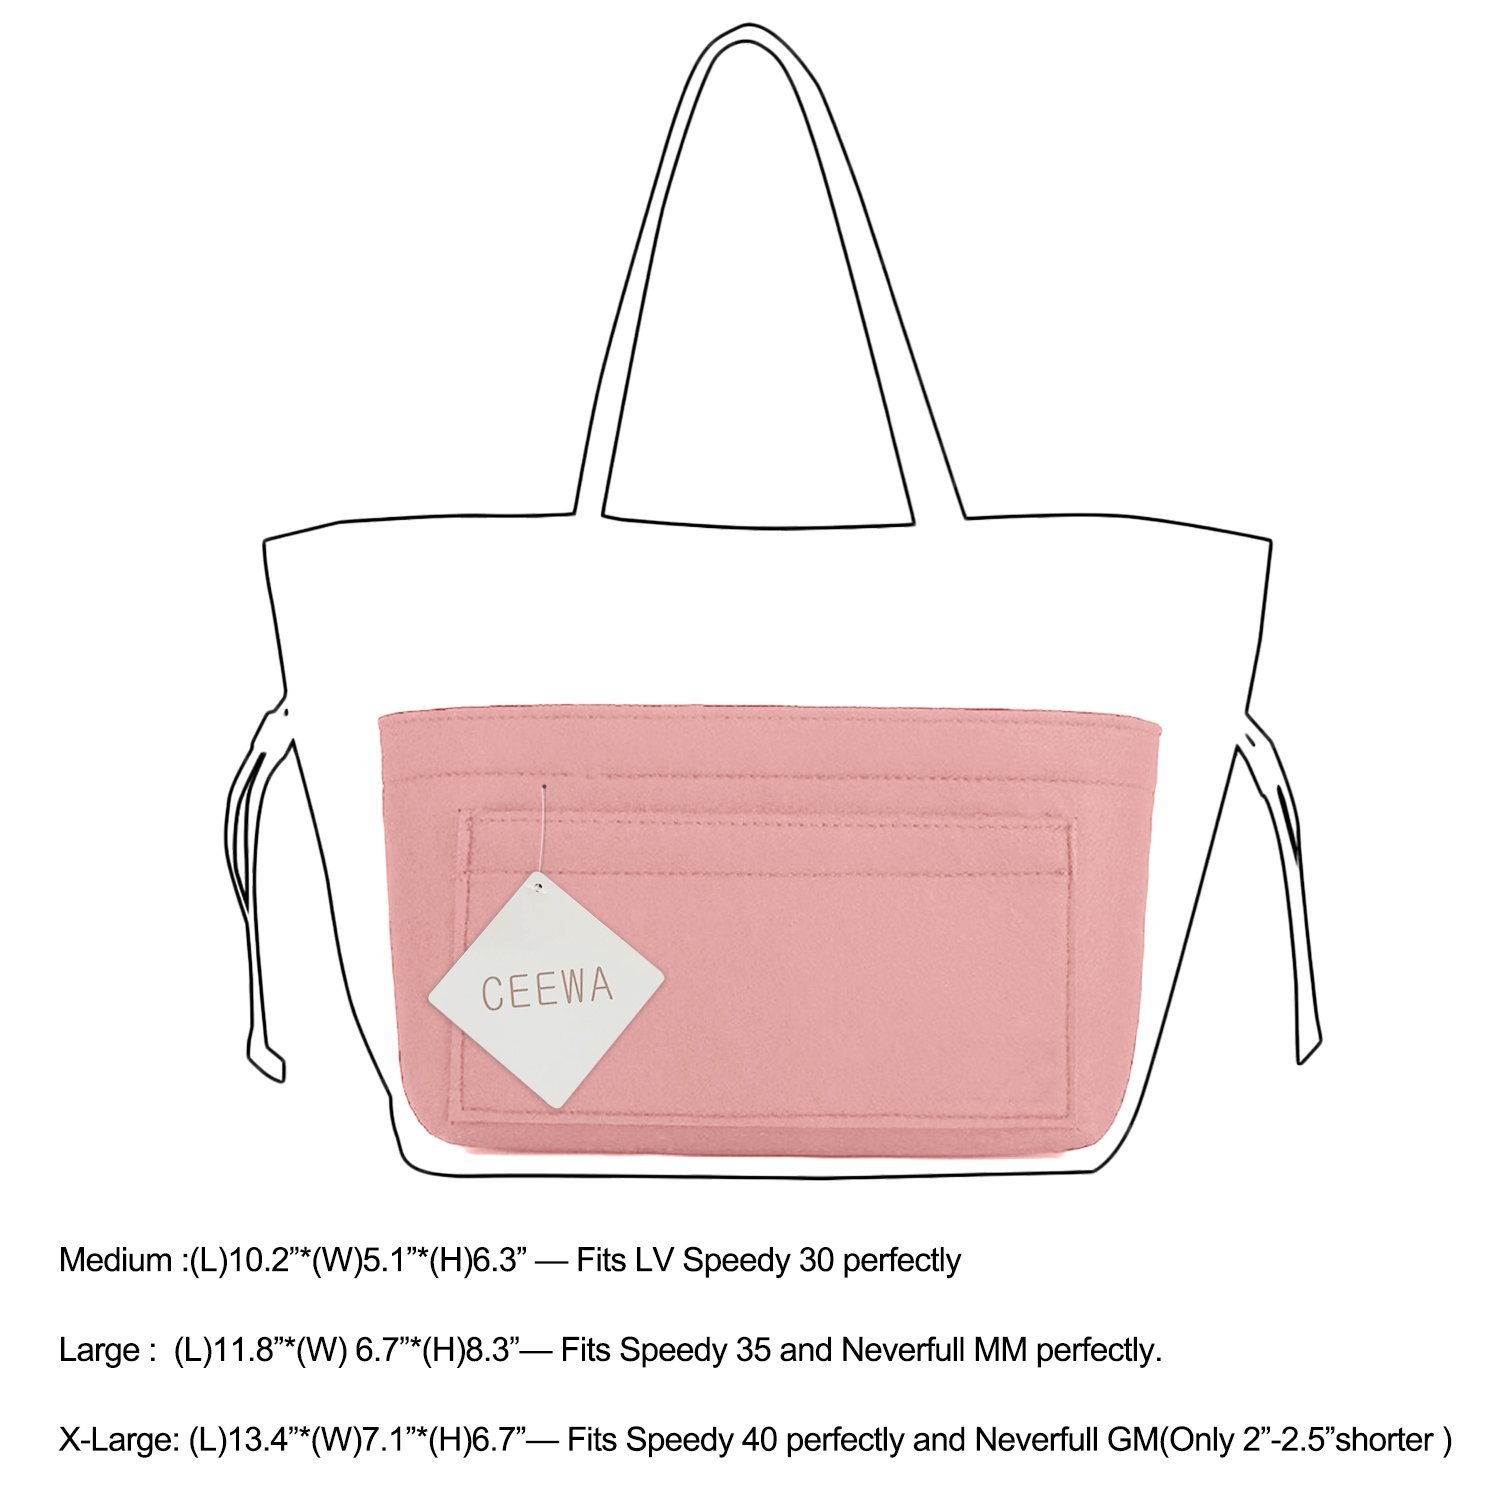 CEEWA
Medium :(L)10.2”*(W)5.1”*(H)6.3” — Fits LV Speedy 30 perfectly
Large :  (L)11.8”*(W) 6.7”*(H)8.3”— Fits Speedy 35 and Neverfull MM perfectly.
X-Large: (L)13.4”*(W)7.1”*(H)6.7”— Fits Speedy 40 perfectly and Neverfull GM(Only 2”-2.5”shorter )